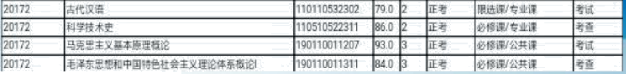 20172 古代汉语 110110532302 79.0 2 正考 限选课/专业课 考试
20172 科学技术史 110510522311 86.0 2 正考 必修课/专业课 考查
20172 马克思主义基本原理概论 190110011207 93.0 3 正考 必修课/公共课 考试
20172 毛泽东思想和中国特色社会主义理论体系概论I 190110011311 84.0 3 正考 必修课/公共课 考查